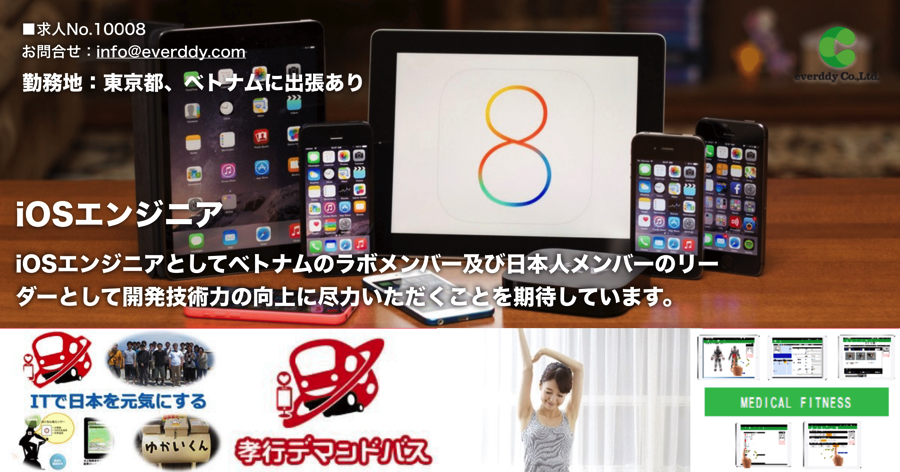 ■求人No.10008
お問合せ：info@everddy.com
勤務地：東京都、ベトナムに出張あり
everddy Co.,Ltd.
8
iOSエンジニア
iOSエンジニアとしてベトナムのラボメンバー及び日本人メンバーのリー
ダーとして開発技術力の向上に尽力いただくことを期待しています。
ITで日本を元気にする
ゆかいくん
孝行デマンドバス
MEDICAL FITNESS